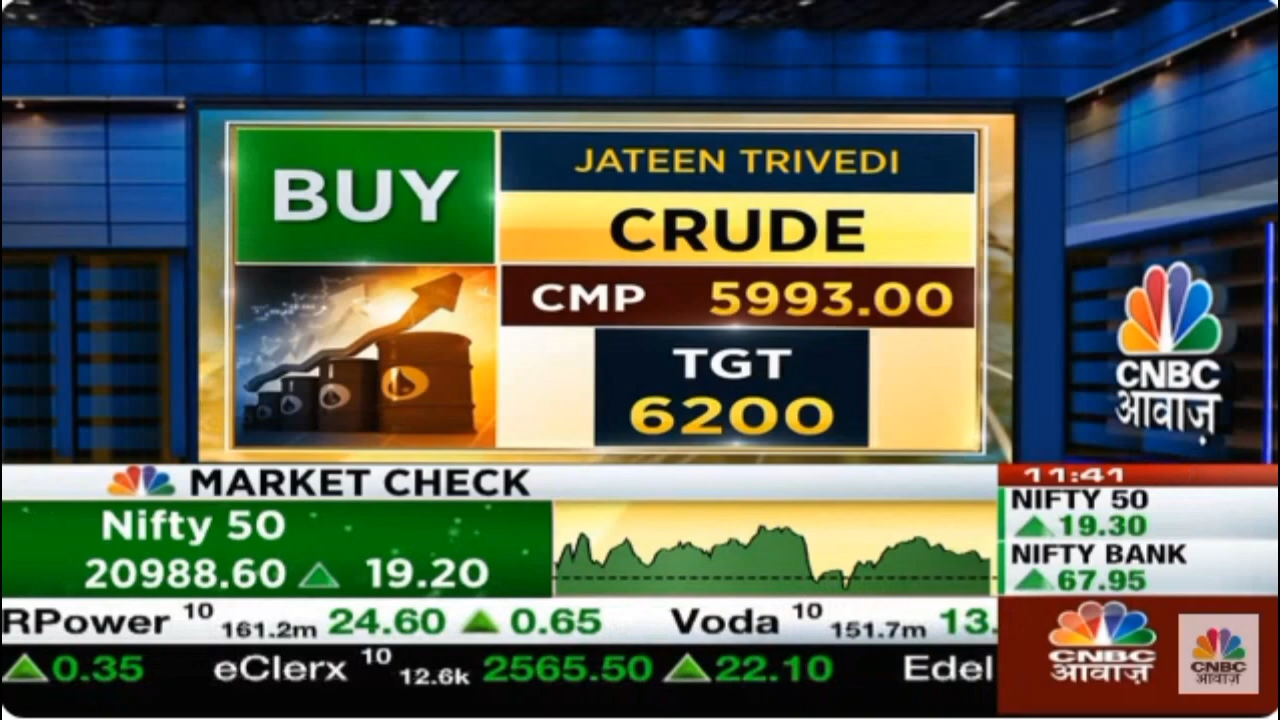 BUY
JATEEN TRIVEDI
CRUDE
CMP 5993.00
TGT
6200
CNBC
आवाज़
MARKET CHECK
11:41
Nifty 50
20988.60 19.20
NIFTY 50
19.30
NIFTY BANK
67.95
RPower 10 161.2m 24.60 0.65 Voda 10 151.7m 13.
0.35 eClerx 10 12.6k 2565.50 22.10 Edel
CNBC
आवाज़
CNBC
आवाज़